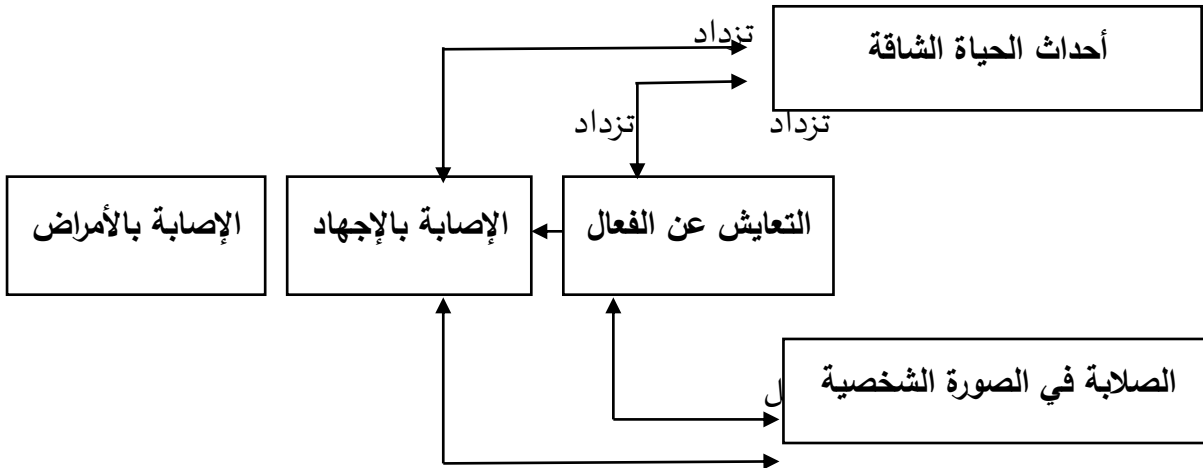 تزداد
أحداث الحياة الشاقة
تزداد
تزداد
التعايش عن الفعال
الإصابة بالإجهاد
الإصابة بالأمراض
الصلابة في الصورة الشخصية